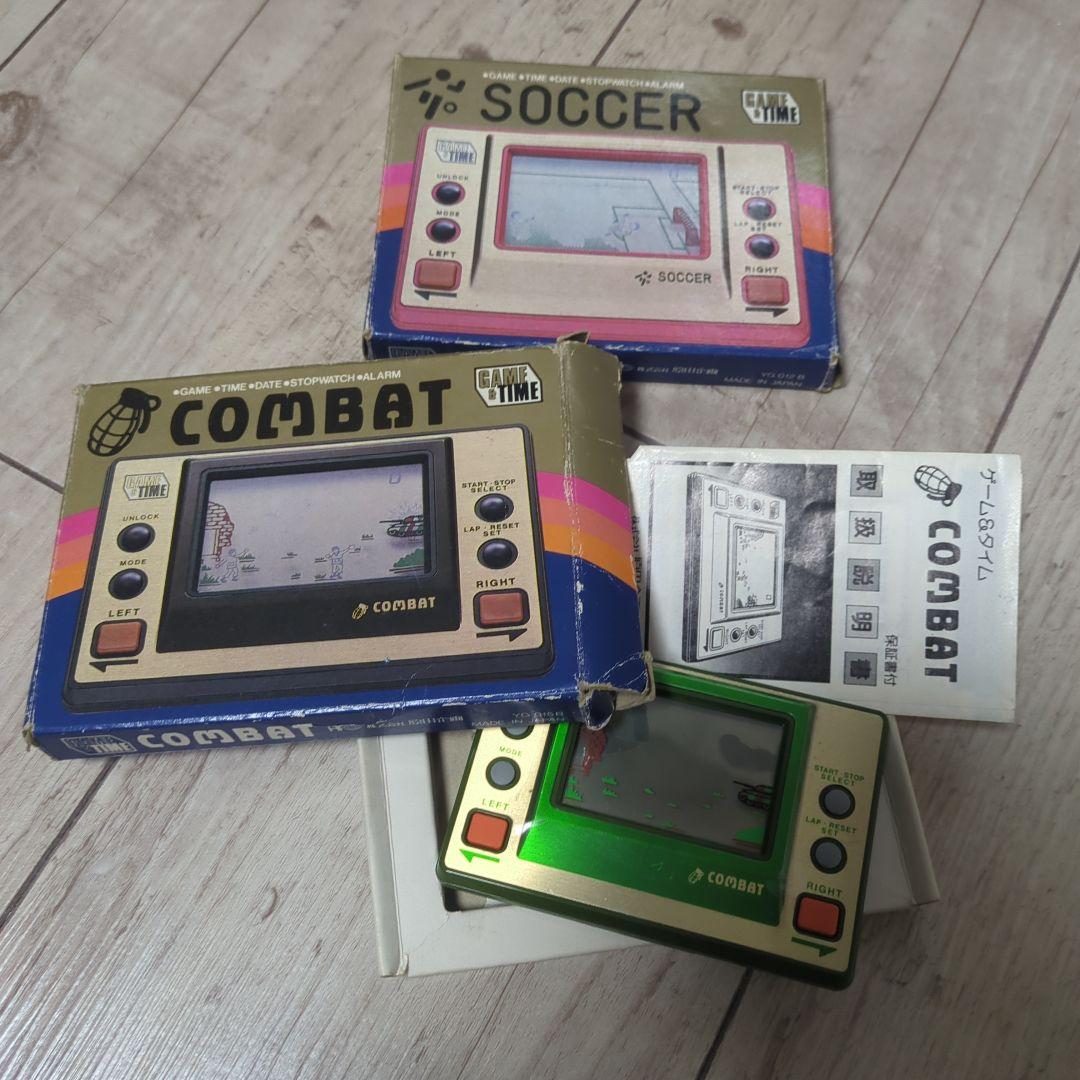 •GAME •TIME •DATE •STOPWATCH •ALARM
SOCCER
GAME & TIME
GAME & TIME
UNLOCK
MODE
LEFT
START·STOP
SELECT
LAP·RESET
SET
RIGHT
SOCCER
MADE IN JAPAN
•GAME •TIME •DATE •STOPWATCH •ALARM
COMBAT
GAME & TIME
GAME & TIME
UNLOCK
MODE
LEFT
START·STOP
SELECT
LAP·RESET
SET
RIGHT
COMBAT
COMBAT
MADE IN JAPAN
ゲーム&タイム
COMBAT
取扱説明書
保証書付
MODE
LEFT
START·STOP
SELECT
LAP·RESET
SET
RIGHT
COMBAT